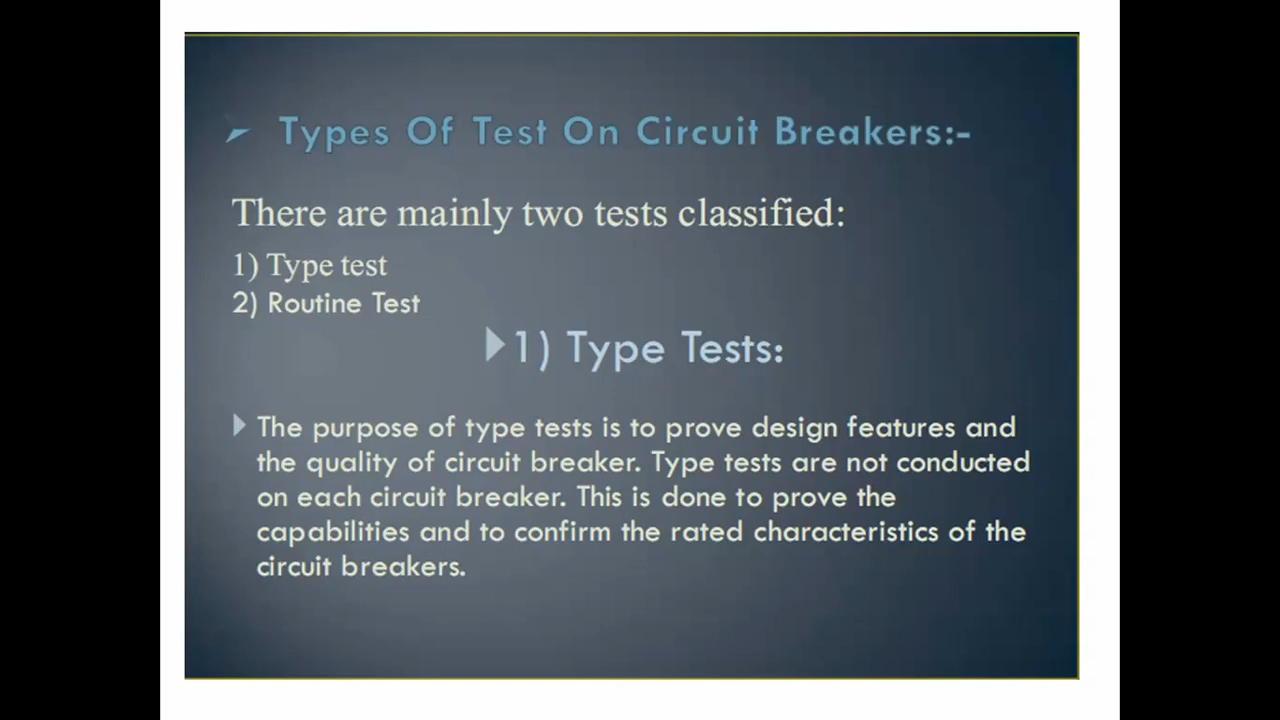 Types Of Test On Circuit Breakers:-
There are mainly two tests classified:
1) Type test
2) Routine Test
1) Type Tests:
The purpose of type tests is to prove design features and
the quality of circuit breaker. Type tests are not conducted
on each circuit breaker. This is done to prove the
capabilities and to confirm the rated characteristics of the
circuit breakers.